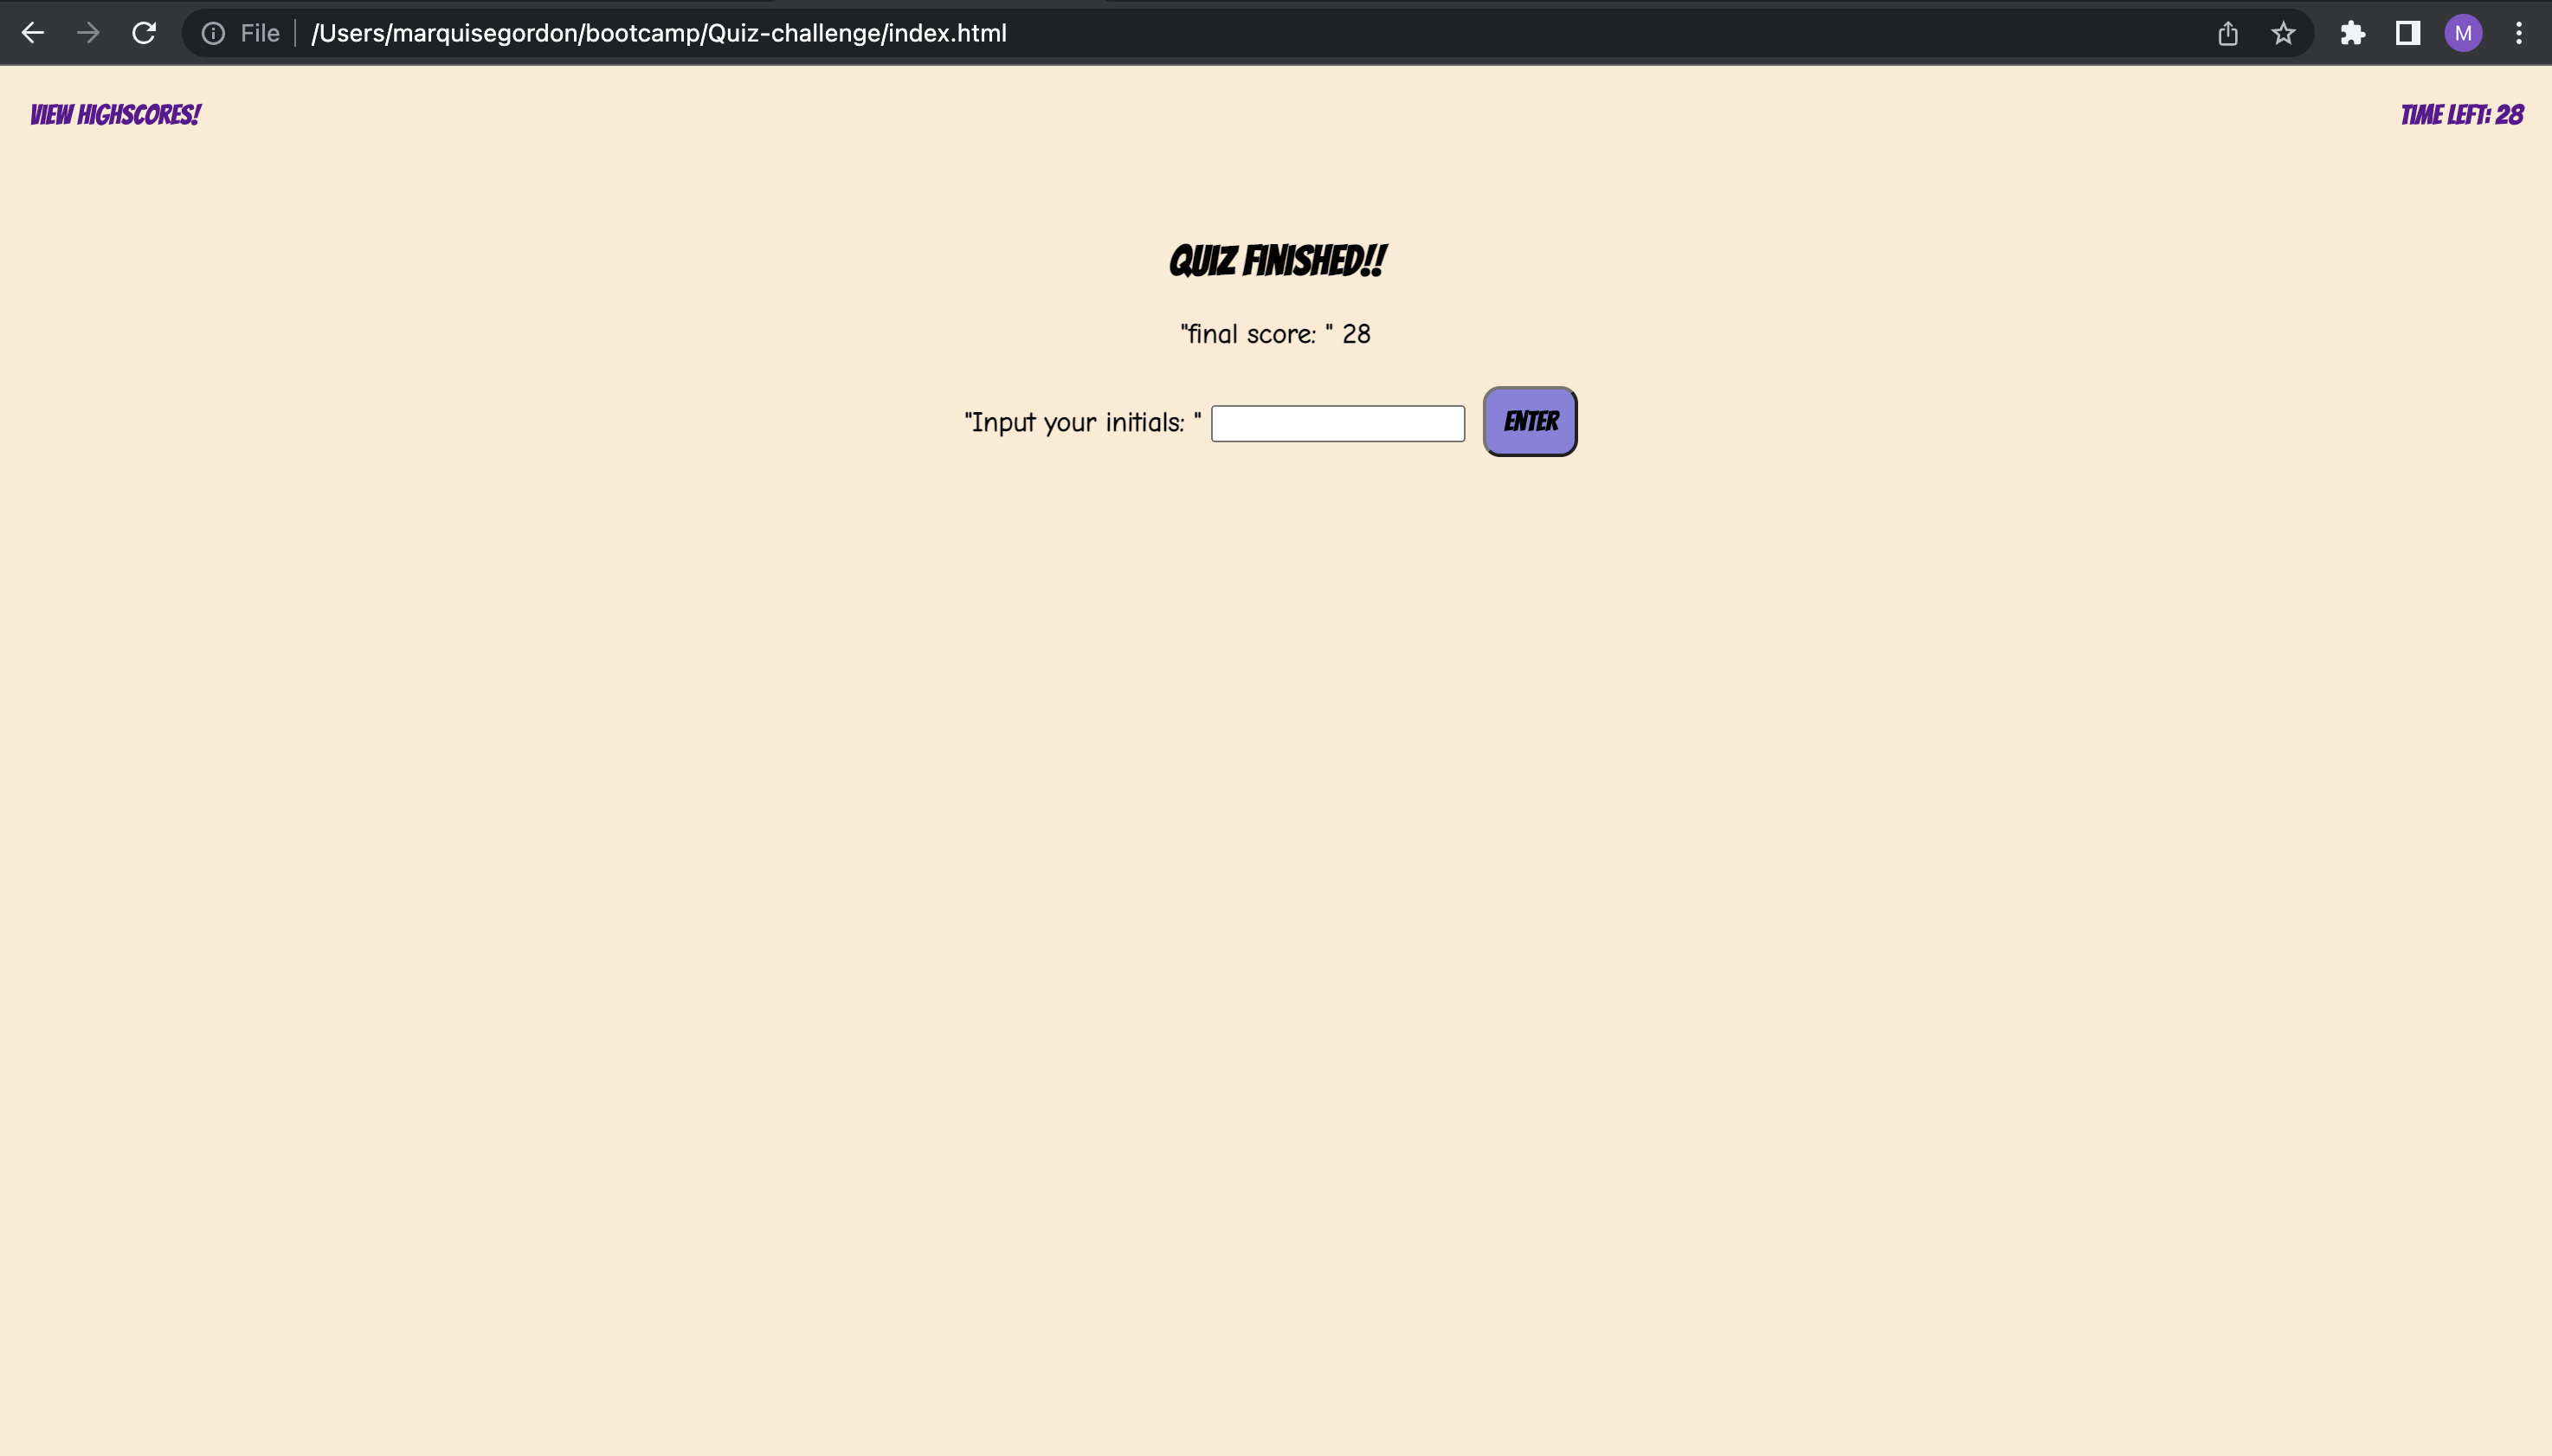 File /Users/marquisegordon/bootcamp/Quiz-challenge/index.html M
VIEW HIGHSCORES! TIME LEFT: 28
QUIZ FINISHED!!
"final score: " 28
"Input your initials: " ENTER